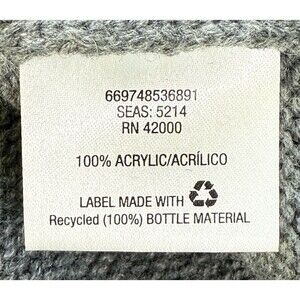 669748536891
SEAS: 5214
RN 42000
100% ACRYLIC/ACRÍLICO
LABEL MADE WITH
Recycled (100%) BOTTLE MATERIAL